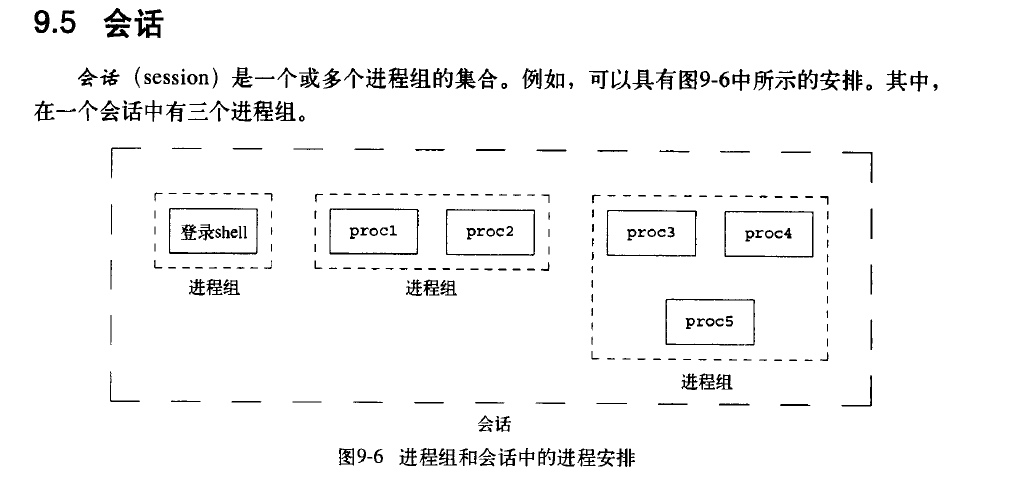 9.5 会话
会话（session）是一个或多个进程组的集合。例如，可以具有图9-6中所示的安排。其中，
在一个会话中有三个进程组。
登录shell
proc1
proc2
proc3
proc4
进程组
进程组
proc5
进程组
会话
图9-6 进程组和会话中的进程安排